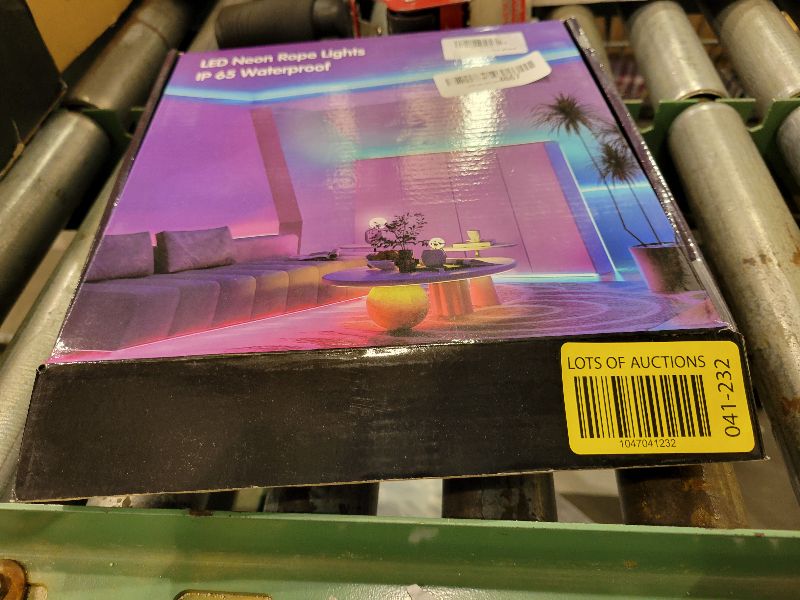 LED Neon Rope Lights
IP 65 Waterproof
LOTS OF AUCTIONS
041-232
1047041232